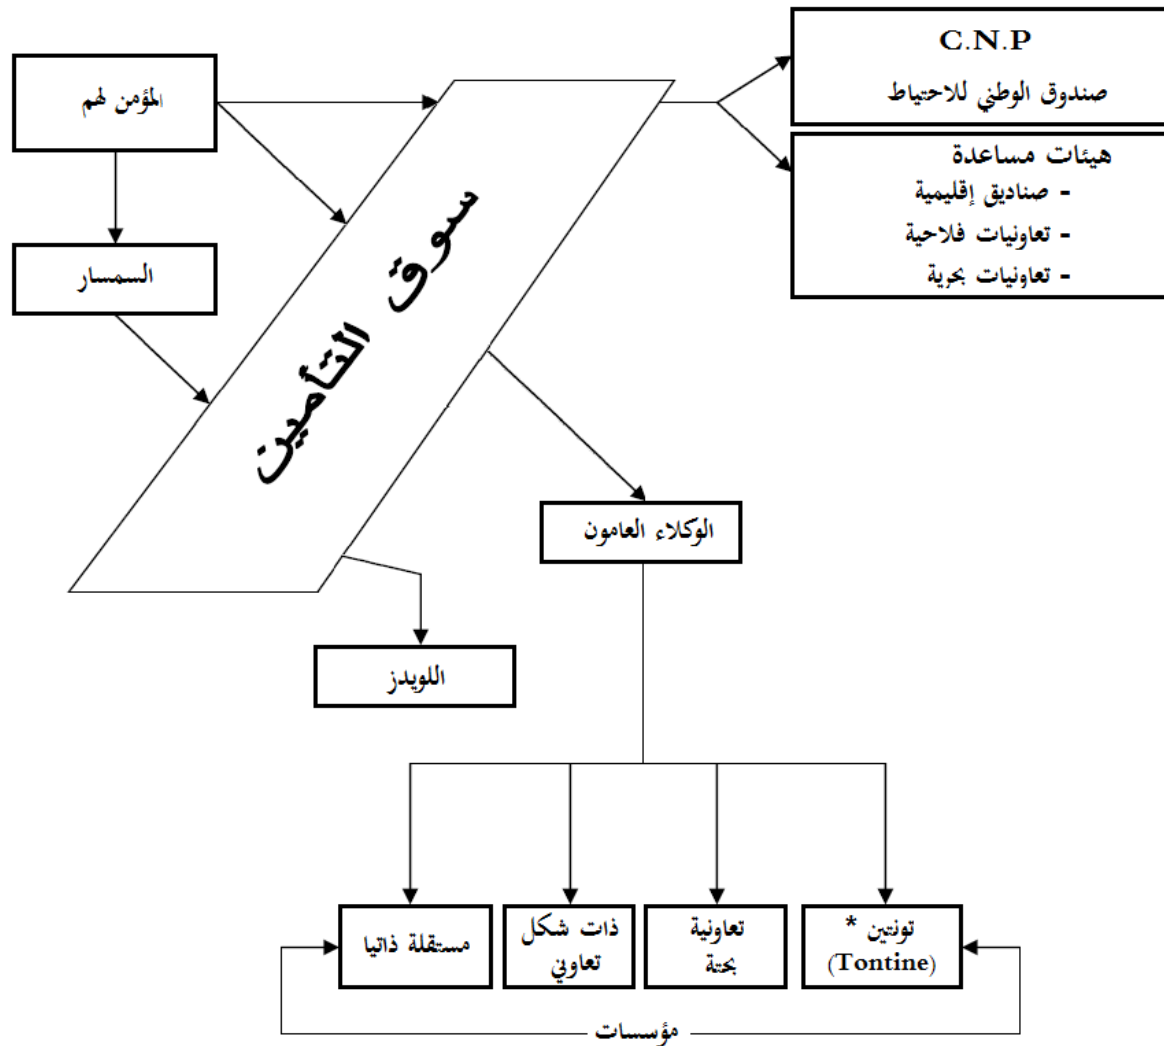 C.N.P
صندوق الوطني للاحتياط
المؤمن لهم
هيئات مساعدة
- صناديق إقليمية
- تعاونيات فلاحية
- تعاونيات بحرية
السمسار
سوق التأمين
الوكلاء العامون
اللويدز
تونتين *
(Tontine)
تعاونية
بحتة
ذات شكل
تعاوني
مستقلة ذاتيا
مؤسسات